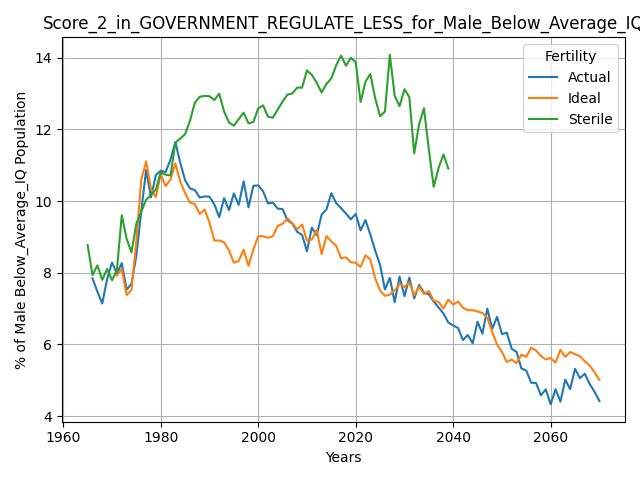 Score_2_in_GOVERNMENT_REGULATE_LESS_for_Male_Below_Average_IQ
% of Male Below_Average_IQ Population
14
12
10
8
6
4
Fertility
Actual
Ideal
Sterile
1960 1980 2000 2020 2040 2060
Years